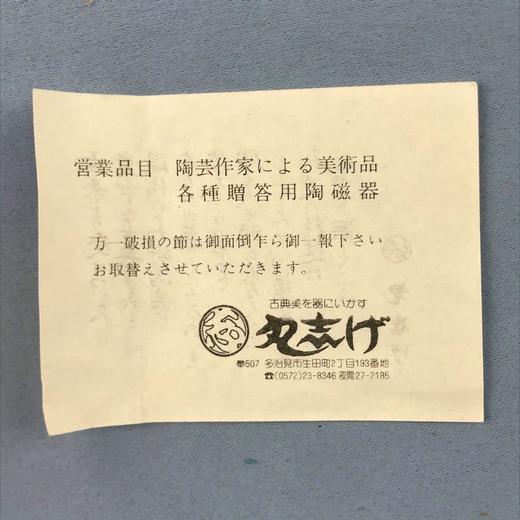 営業品目 陶芸作家による美術品
各種贈答用陶磁器
万一破損の節は御面倒乍ら御一報下さい
お取替えさせていただきます。
古典美を器にいかす
丸志げ
〠507 多治見市生田町2丁目193番地
☎(0572)23-8346 夜間27-2185